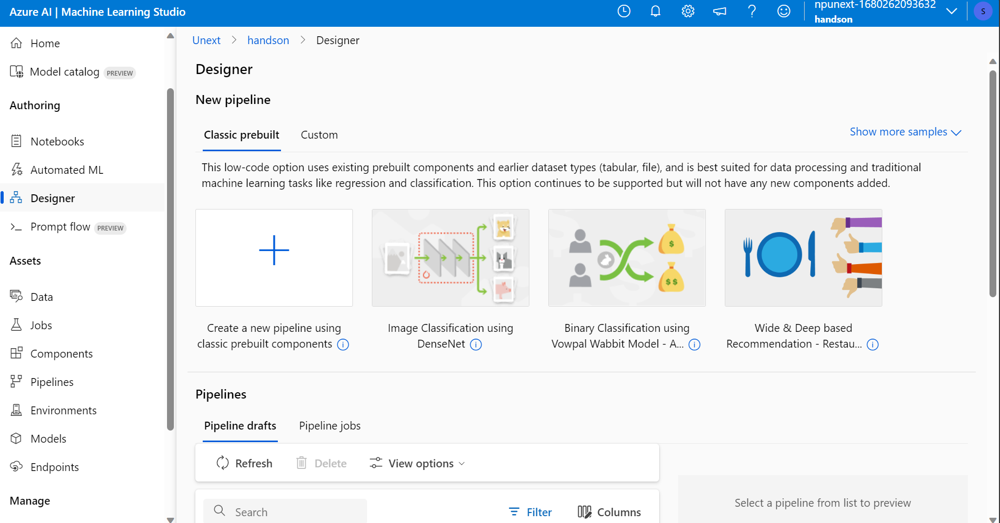 Azure AI | Machine Learning Studio
npunext-1680262093632
handson
S
Home
Model catalog PREVIEW
Authoring
Notebooks
Automated ML
Designer
Prompt flow PREVIEW
Assets
Data
Jobs
Components
Pipelines
Environments
Models
Endpoints
Manage
Unext > handson > Designer
Designer
New pipeline
Classic prebuilt Custom
Show more samples
This low-code option uses existing prebuilt components and earlier dataset types (tabular, file), and is best suited for data processing and traditional
machine learning tasks like regression and classification. This option continues to be supported but will not have any new components added.
$
$$
Create a new pipeline using
classic prebuilt components
Image Classification using
DenseNet
Binary Classification using
Vowpal Wabbit Model - A...
Wide & Deep based
Recommendation - Restau...
Pipelines
Pipeline drafts Pipeline jobs
Refresh Delete View options
Search Filter Columns
Select a pipeline from list to preview